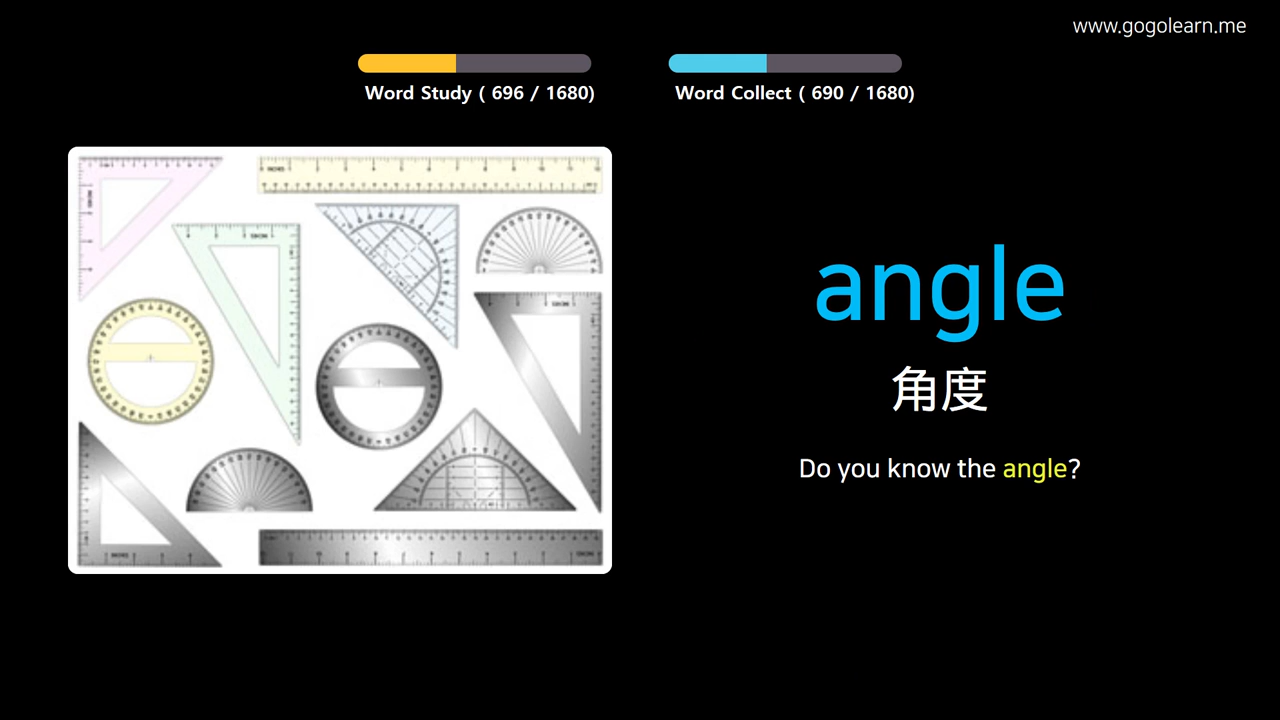 www.gogolearn.me
Word Study ( 696 / 1680)
Word Collect ( 690 / 1680)
angle
角度
Do you know the angle?